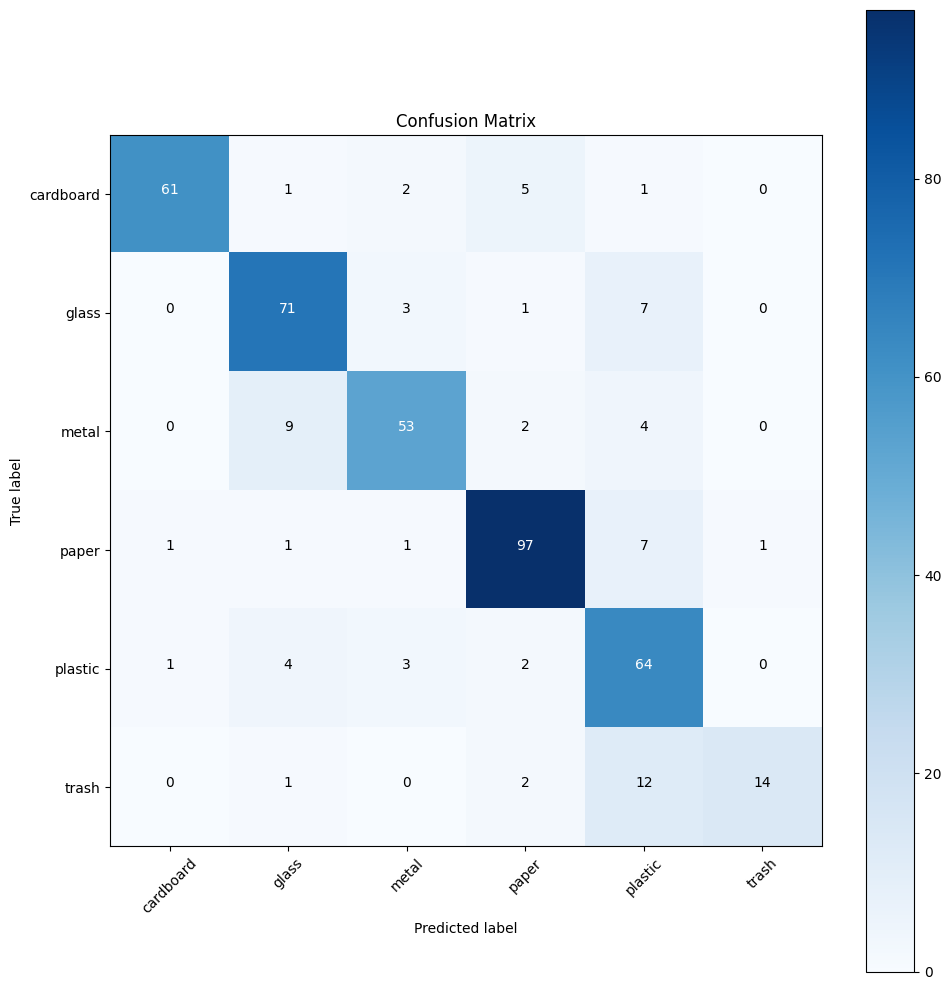 Confusion Matrix
cardboard 61 1 2 5 1 0
glass 0 71 3 1 7 0
metal 0 9 53 2 4 0
paper 1 1 1 97 7 1
plastic 1 4 3 2 64 0
trash 0 1 0 2 12 14
cardboard glass metal paper plastic trash
Predicted label
True label
80
60
40
20
0